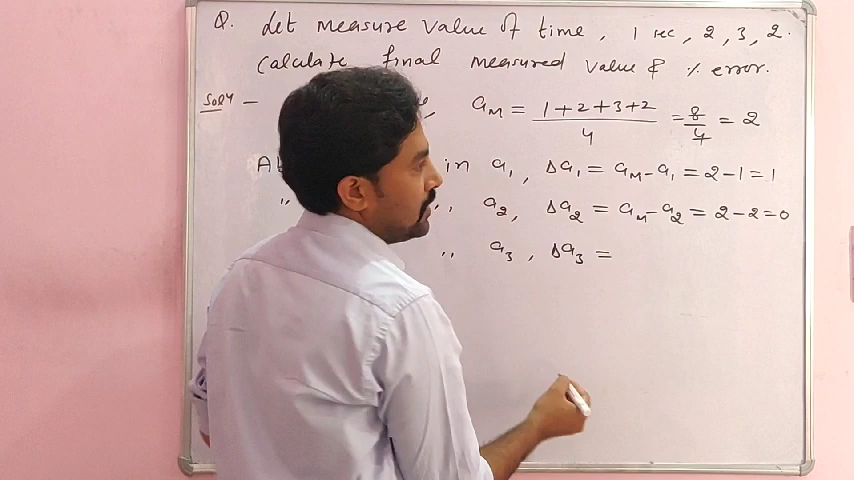 Q. Let measure value of time, 1 sec, 2, 3, 2.
Calculate final measured value & % error.
Soln – aM = 1+2+3+2 / 4 = 8/4 = 2
in a1, Δa1 = aM - a1 = 2-1 = 1
,, ,, a2, Δa2 = aM - a2 = 2-2 = 0
,, a3, Δa3 =